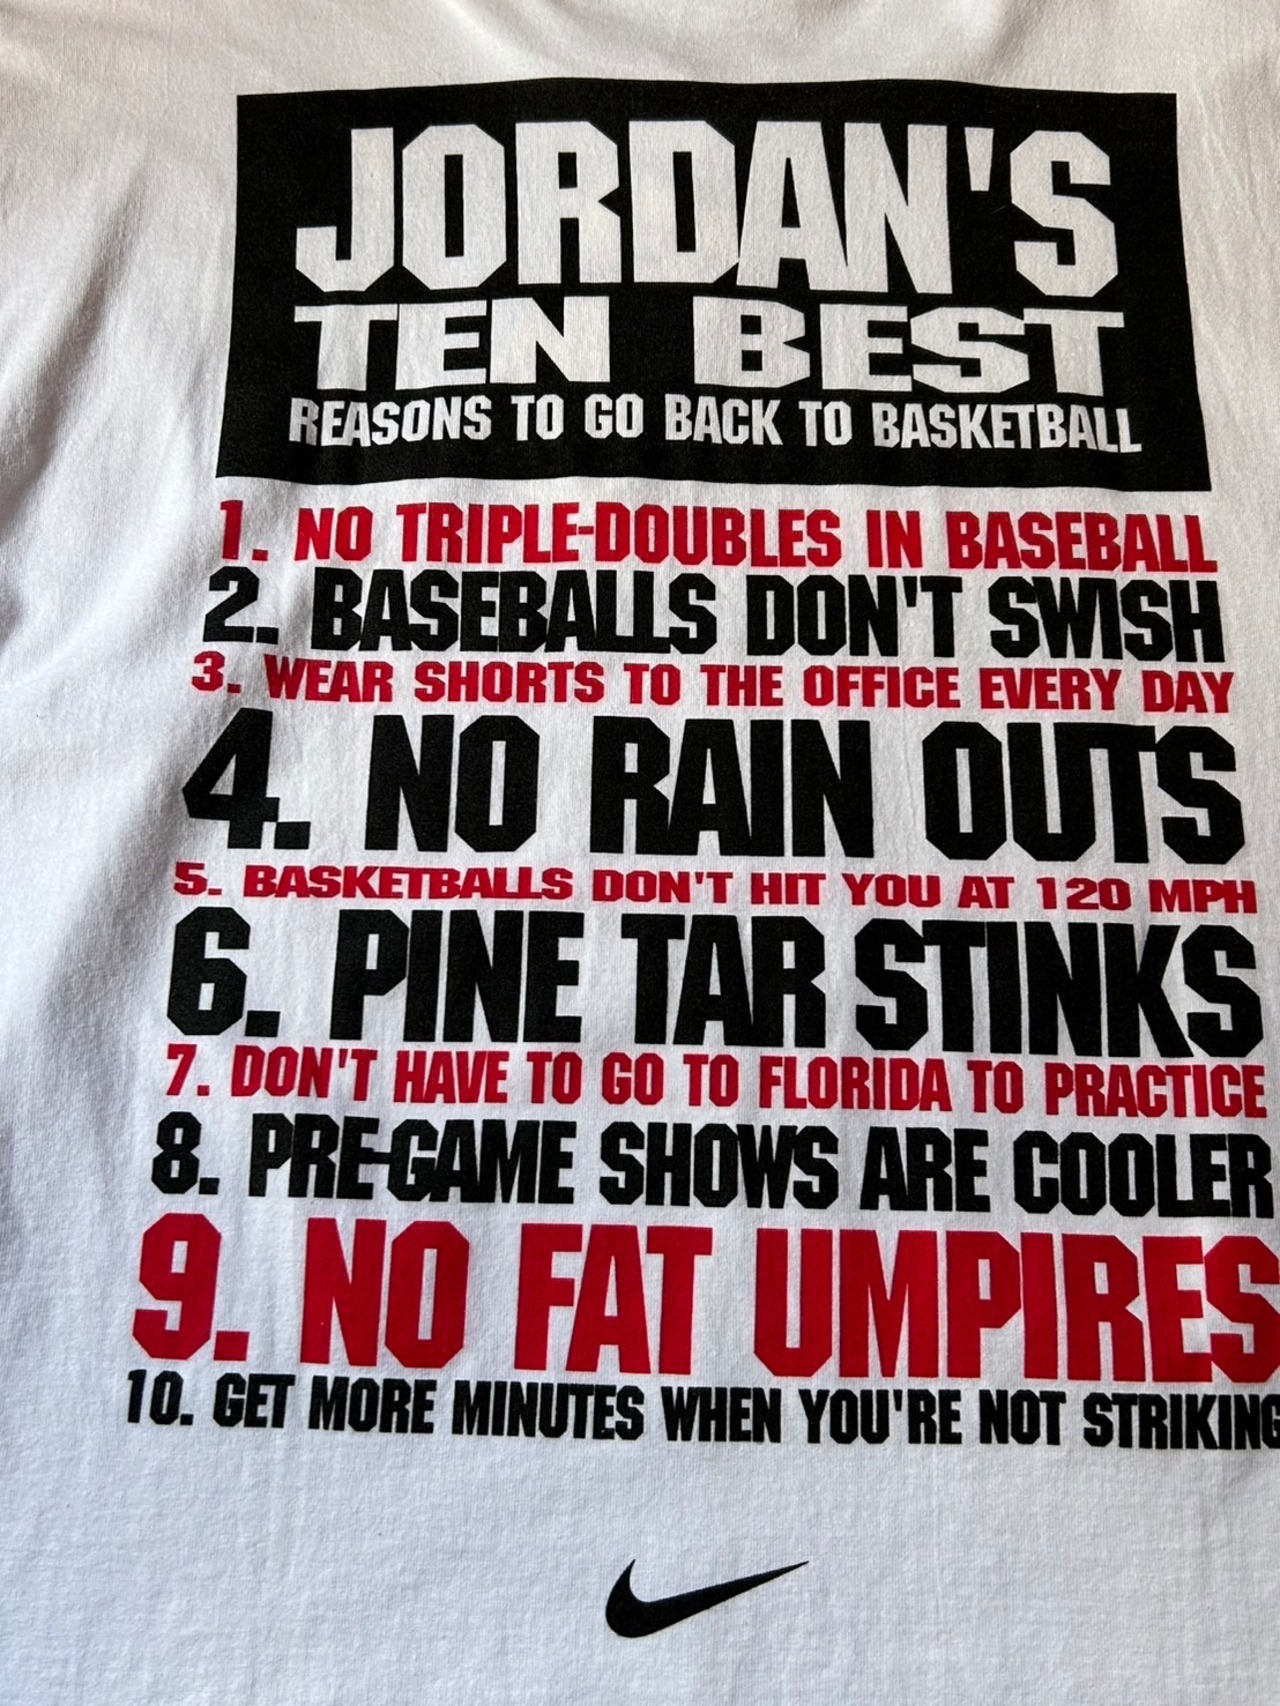 JORDAN'S
TEN BEST
REASONS TO GO BACK TO BASKETBALL
1. NO TRIPLE-DOUBLES IN BASEBALL
2. BASEBALLS DON'T SWISH
3. WEAR SHORTS TO THE OFFICE EVERY DAY
4. NO RAIN OUTS
5. BASKETBALLS DON'T HIT YOU AT 120 MPH
6. PINE TAR STINKS
7. DON'T HAVE TO GO TO FLORIDA TO PRACTICE
8. PRE-GAME SHOWS ARE COOLER
9. NO FAT UMPIRES
10. GET MORE MINUTES WHEN YOU'RE NOT STRIKING